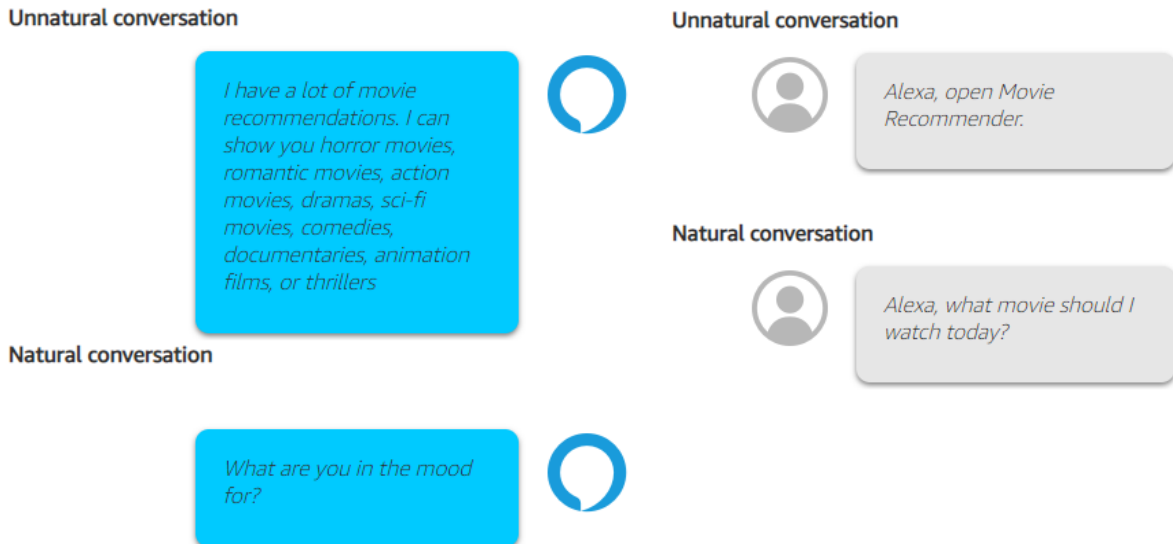 Unnatural conversation
I have a lot of movie
recommendations. I can
show you horror movies,
romantic movies, action
movies, dramas, sci-fi
movies, comedies,
documentaries, animation
films, or thrillers
Natural conversation
What are you in the mood
for?
Unnatural conversation
Alexa, open Movie
Recommender.
Natural conversation
Alexa, what movie should I
watch today?